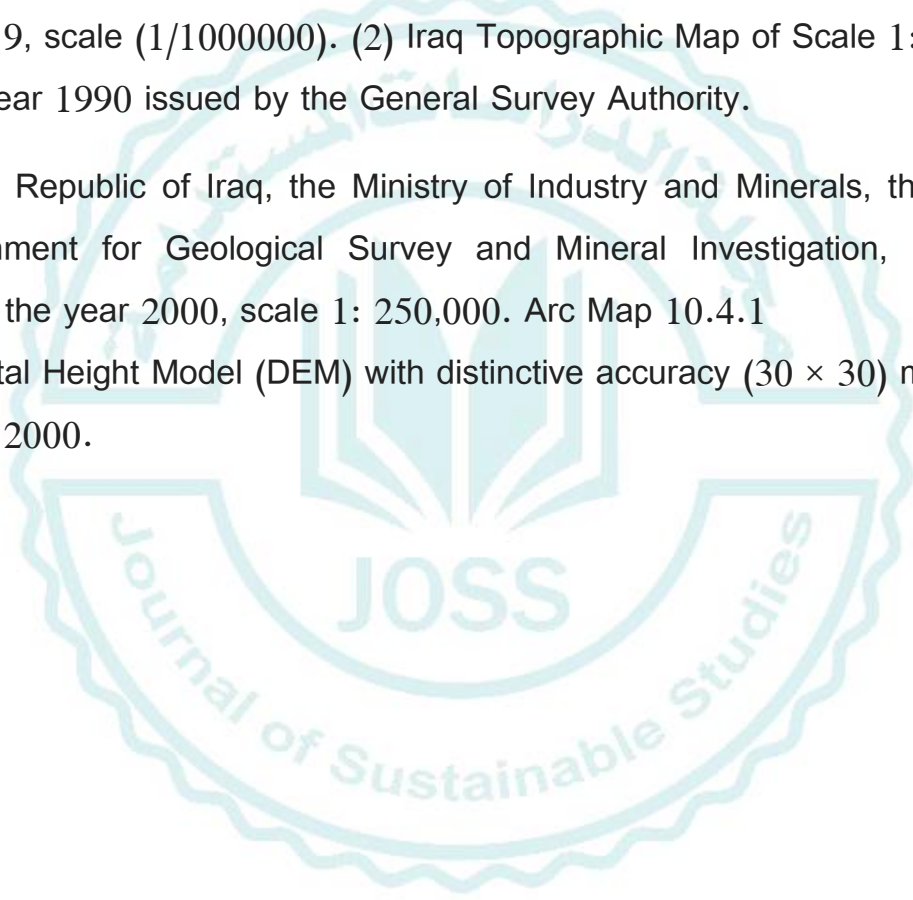 9, scale (1/1000000). (2) Iraq Topographic Map of Scale 1:
ear 1990 issued by the General Survey Authority.
Republic of Iraq, the Ministry of Industry and Minerals, th
nment for Geological Survey and Mineral Investigation,
the year 2000, scale 1: 250,000. Arc Map 10.4.1
tal Height Model (DEM) with distinctive accuracy (30 × 30) m
2000.
JOSS
Journal of Sustainable Studies